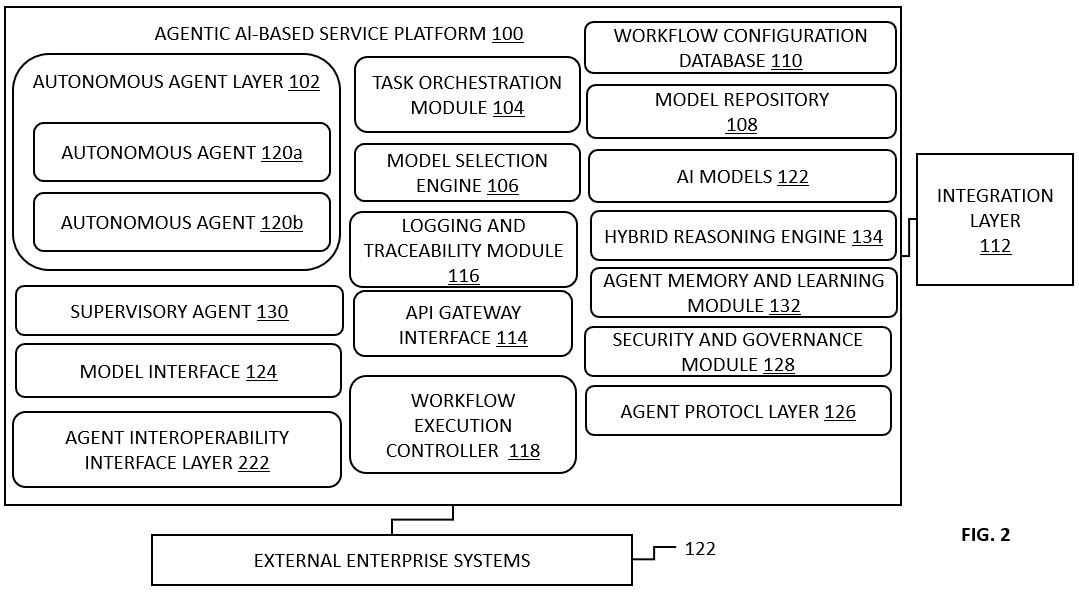 AGENTIC AI-BASED SERVICE PLATFORM 100
AUTONOMOUS AGENT LAYER 102
AUTONOMOUS AGENT 120a
AUTONOMOUS AGENT 120b
SUPERVISORY AGENT 130
MODEL INTERFACE 124
AGENT INTEROPERABILITY
INTERFACE LAYER 222
TASK ORCHESTRATION
MODULE 104
MODEL SELECTION
ENGINE 106
LOGGING AND
TRACEABILITY MODULE
116
API GATEWAY
INTERFACE 114
WORKFLOW
EXECUTION
CONTROLLER 118
WORKFLOW CONFIGURATION
DATABASE 110
MODEL REPOSITORY
108
AI MODELS 122
HYBRID REASONING ENGINE 134
AGENT MEMORY AND LEARNING
MODULE 132
SECURITY AND GOVERNANCE
MODULE 128
AGENT PROTOCL LAYER 126
INTEGRATION
LAYER
112
EXTERNAL ENTERPRISE SYSTEMS
122
FIG. 2